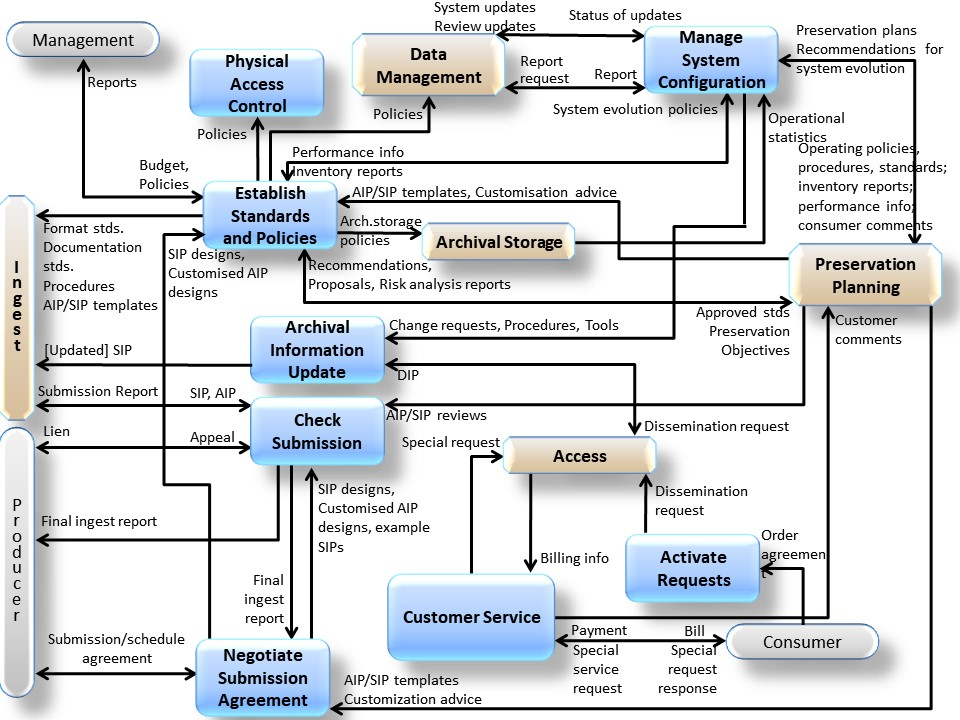 System updates
Review updates
Status of updates
Management
Physical
Access
Control
Data
Management
Manage
System
Configuration
Preservation plans
Recommendations for
system evolution
Reports
Report
request
Report
System evolution policies
Policies
Policies
Operational
statistics
Performance info
Inventory reports
Operating policies,
procedures, standards;
inventory reports;
performance info;
consumer comments
Budget,
Policies
Establish
Standards
and Policies
AIP/SIP templates, Customisation advice
Arch.storage
policies
Archival Storage
Ingest
Format stds.
Documentation
stds.
Procedures
AIP/SIP templates
SIP designs,
Customised AIP
designs
Recommendations,
Proposals, Risk analysis reports
Preservation
Planning
Approved stds
Preservation
Objectives
Customer
comments
Archival
Information
Update
Change requests, Procedures, Tools
[Updated] SIP
DIP
Submission Report
SIP, AIP
Check
Submission
AIP/SIP reviews
Dissemination request
Lien
Appeal
Special request
Access
Producer
SIP designs,
Customised AIP
designs, example
SIPs
Dissemination
request
Final ingest report
Order
agreemen
t
Billing info
Activate
Requests
Final
ingest
report
Customer Service
Payment
Special
service
request
Bill
Special
request
response
Consumer
Submission/schedule
agreement
Negotiate
Submission
Agreement
AIP/SIP templates
Customization advice